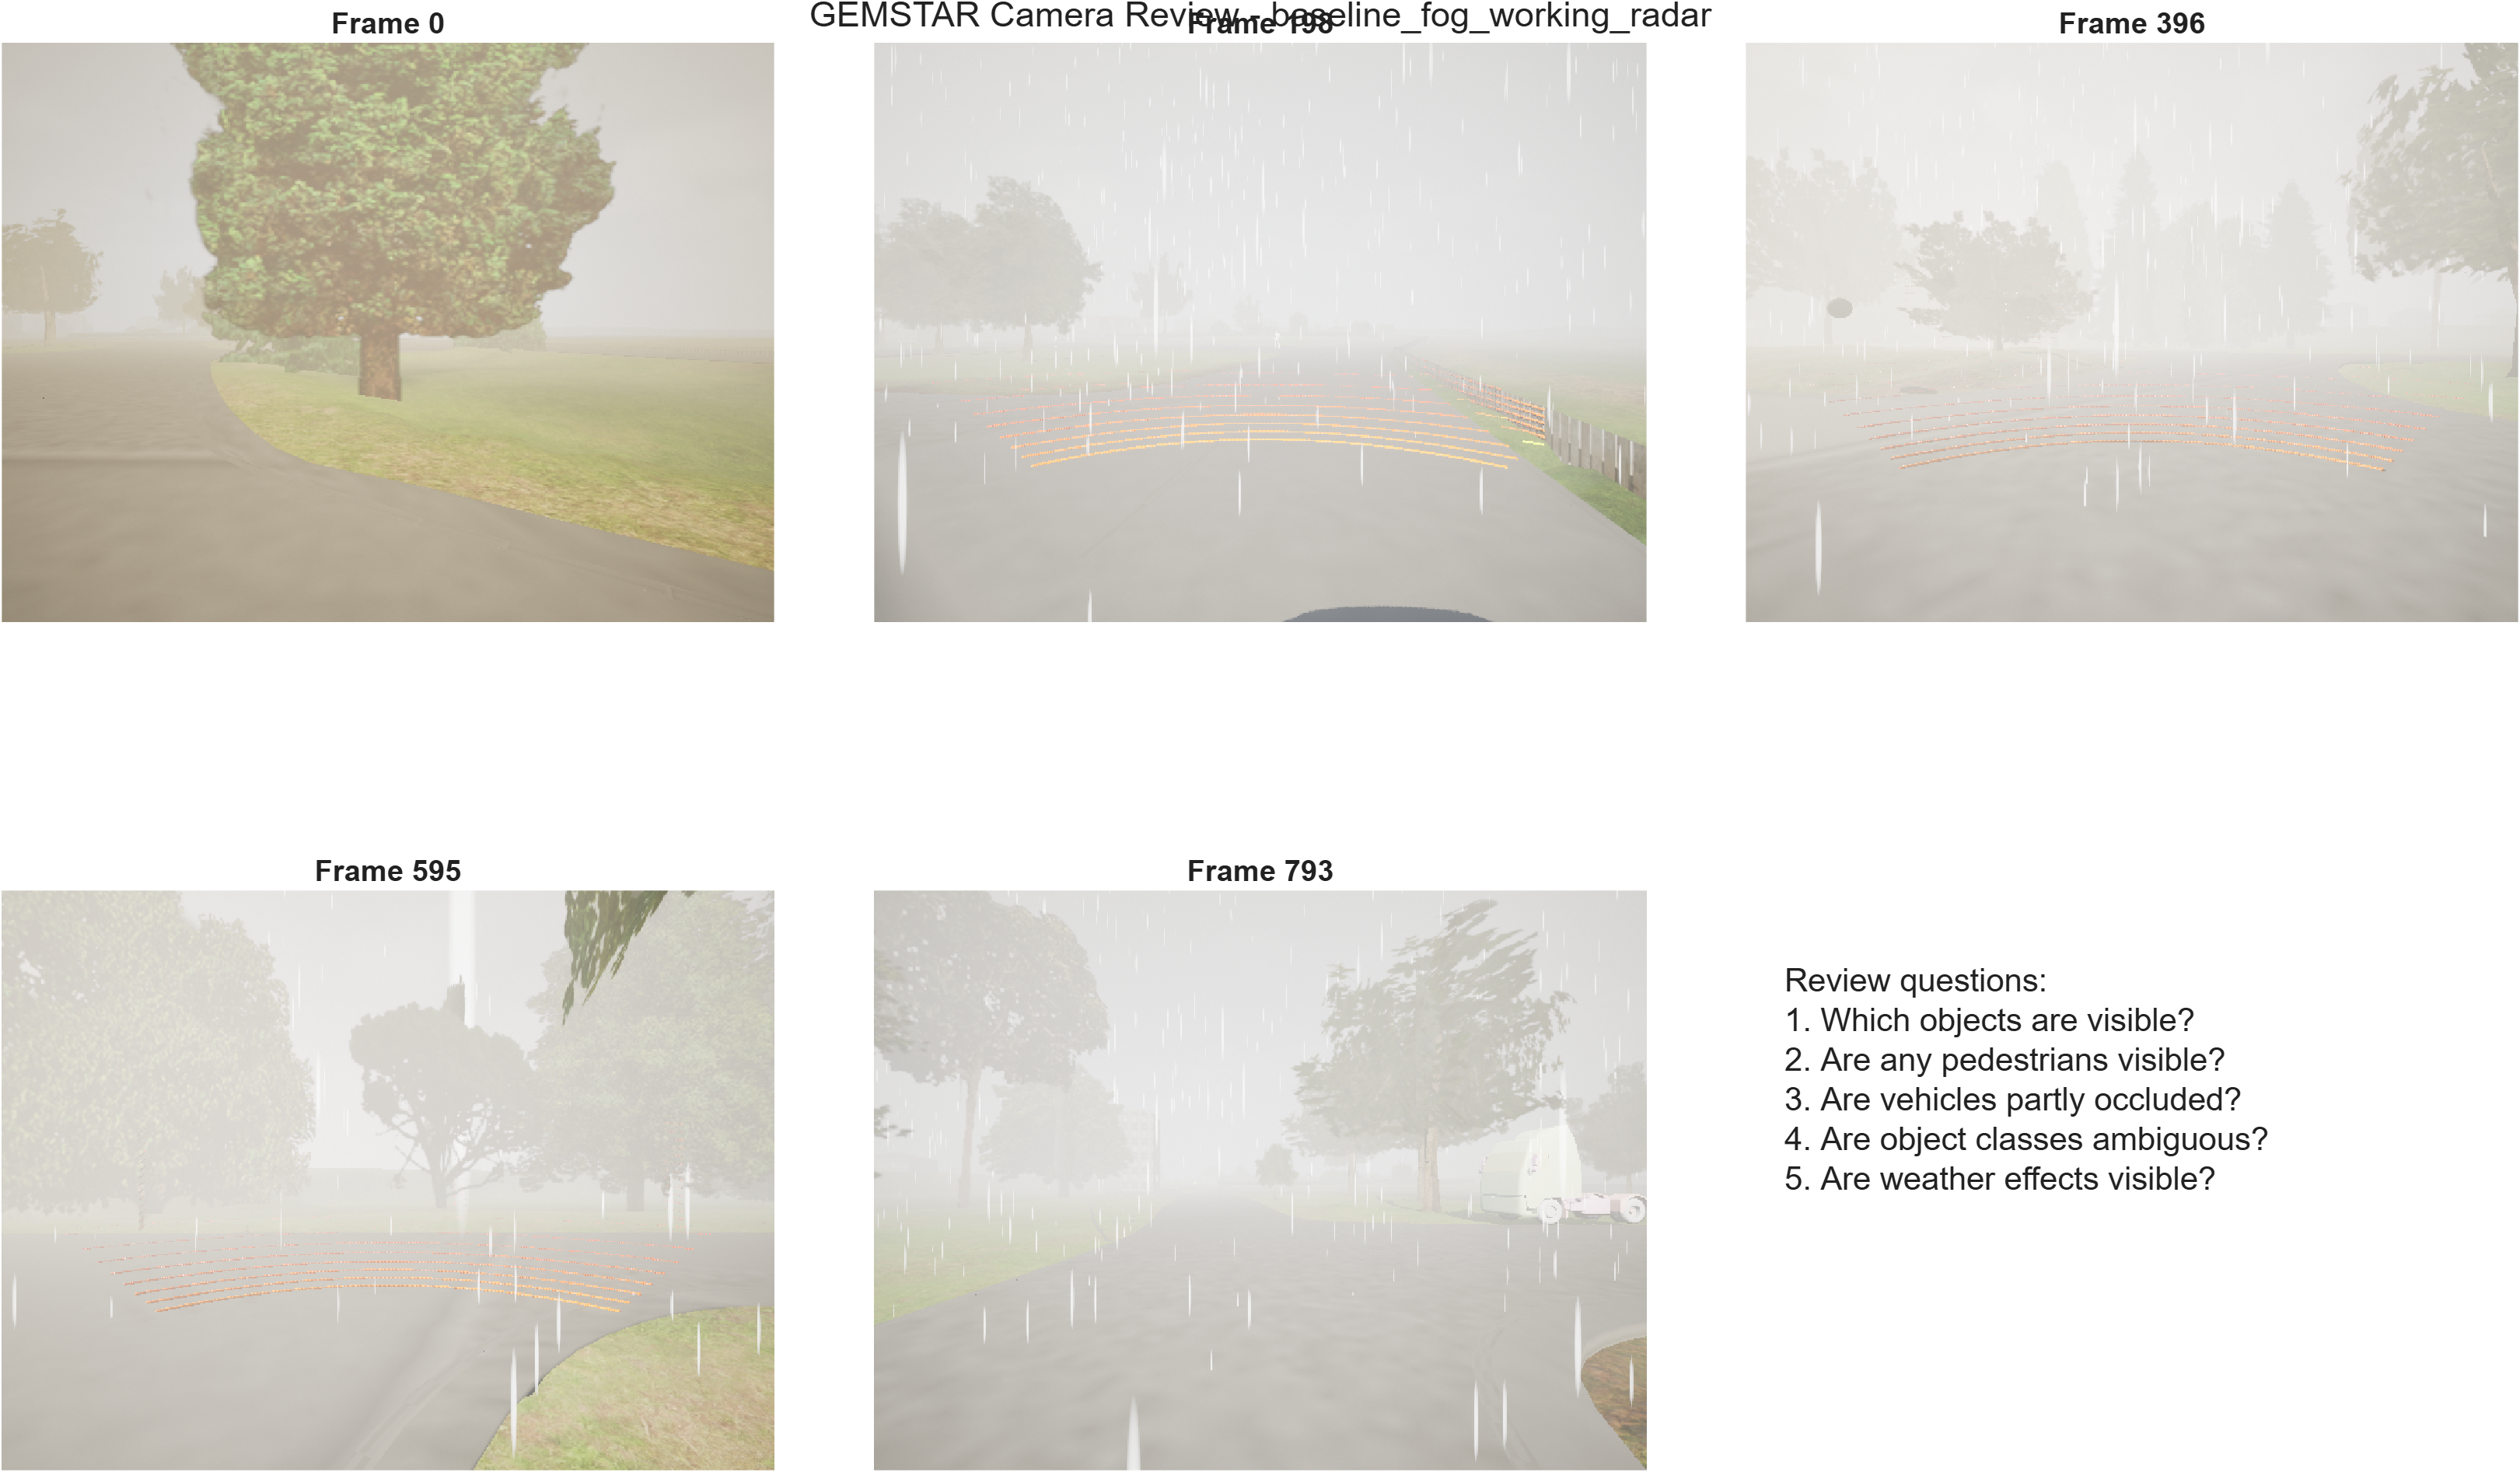 GEMSTAR Camera Review - baseline_fog_working_radar
Frame 0
Frame 198
Frame 396
Frame 595
Frame 793
Review questions:
1. Which objects are visible?
2. Are any pedestrians visible?
3. Are vehicles partly occluded?
4. Are object classes ambiguous?
5. Are weather effects visible?